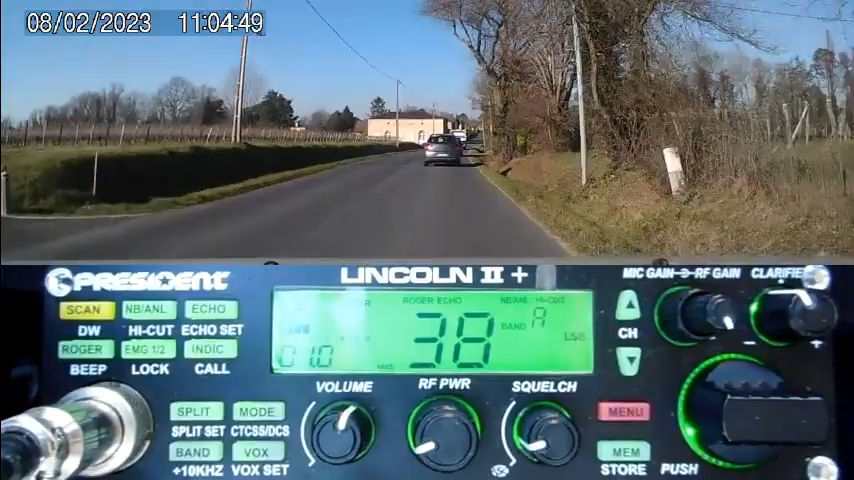 08/02/2023 11:04:49
PRESIDENT LINCOLN II + MIC GAIN RF GAIN CLARIFIER
SCAN NB/ANL ECHO
DW HI-CUT ECHO SET
ROGER EMG 1/2 INDIC
BEEP LOCK CALL
ROGER ECHO NB/ANL HI-CUT
38 BAND A
LSB
01.0
CH
VOLUME RF PWR SQUELCH
SPLIT MODE
SPLIT SET CTCSS/DCS
BAND VOX
+10KHZ VOX SET
MENU
MEM
STORE PUSH
- +